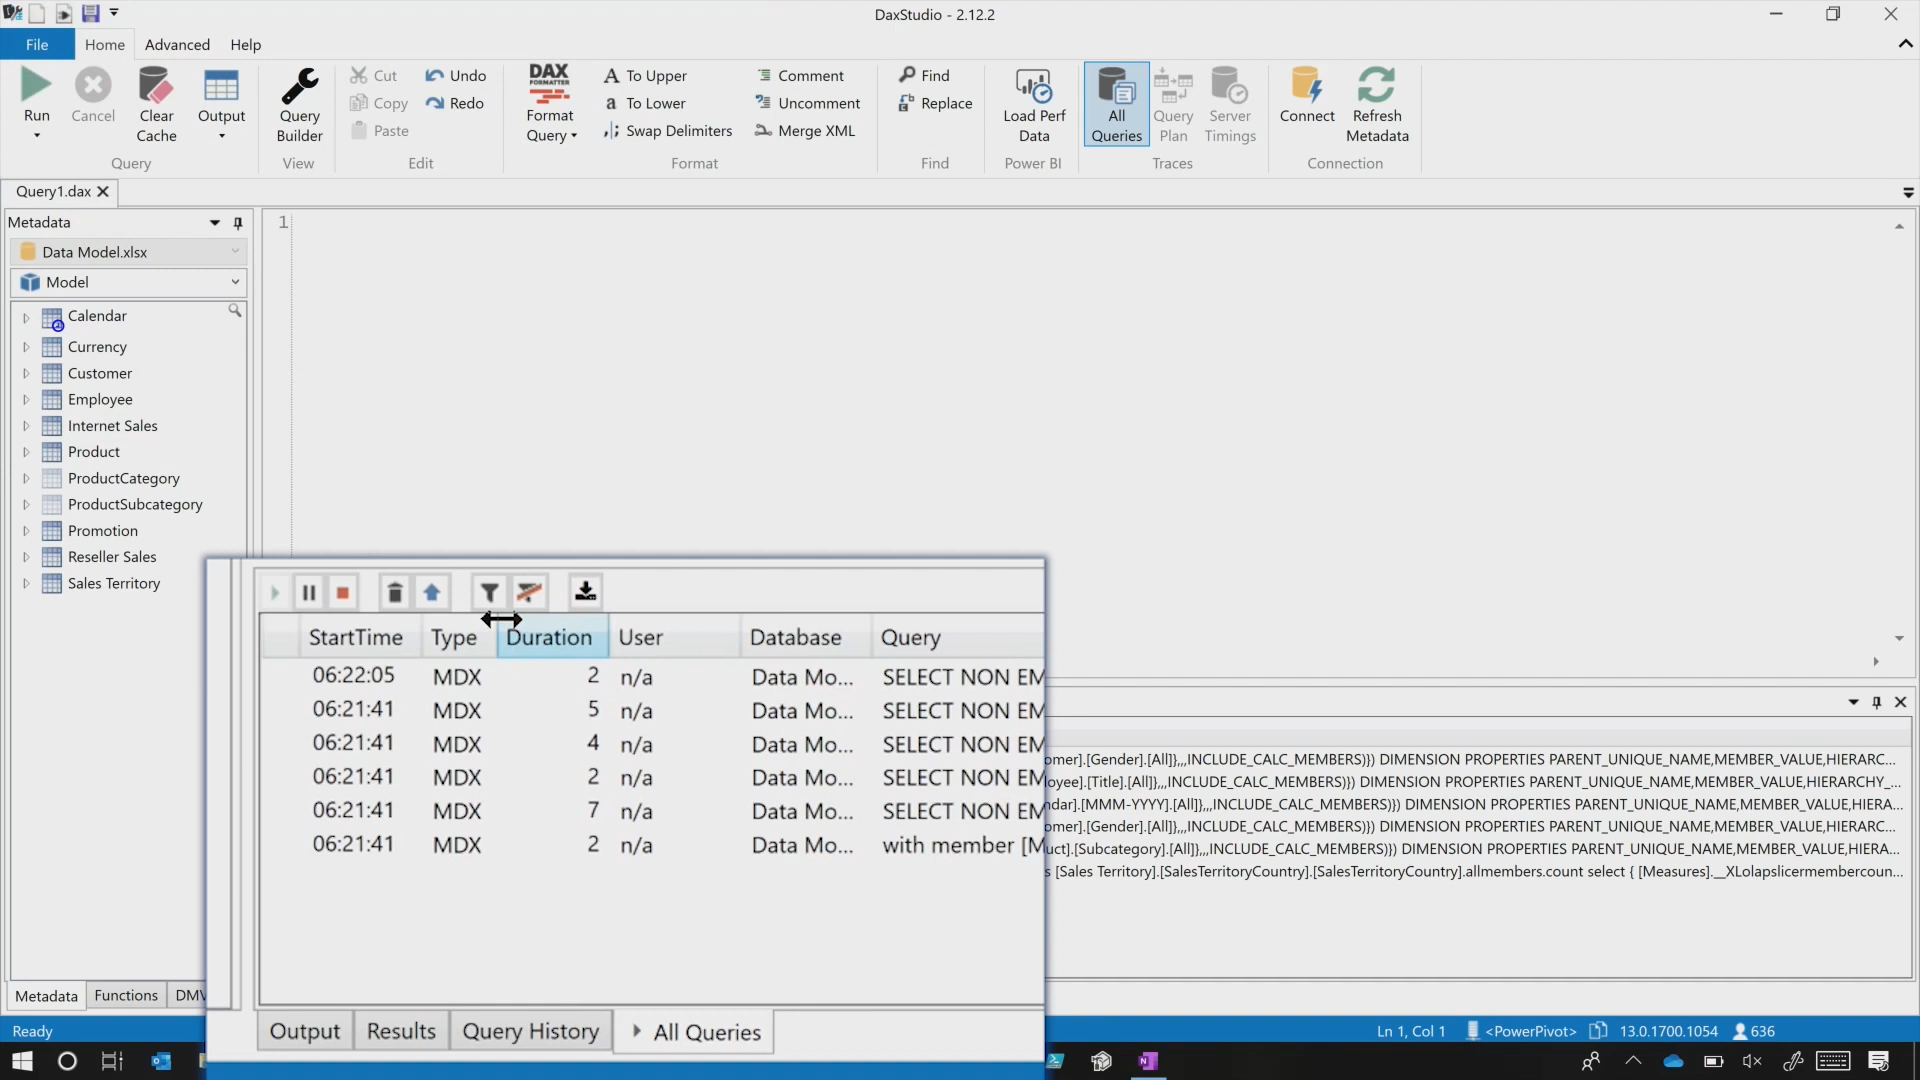 DaxStudio - 2.12.2
File Home Advanced Help
Run Cancel Clear Cache Output
Query
Query Builder
View
Cut Undo
Copy Redo
Paste
Edit
DAX FORMATTER
Format Query
To Upper Comment
To Lower Uncomment
Swap Delimiters Merge XML
Format
Find
Replace
Find
Load Perf Data
Power BI
All Queries Query Plan Server Timings
Traces
Connect Refresh Metadata
Connection
Query1.dax
Metadata
Data Model.xlsx
Model
Calendar
Currency
Customer
Employee
Internet Sales
Product
ProductCategory
ProductSubcategory
Promotion
Reseller Sales
Sales Territory
1
StartTime Type Duration User Database Query
06:22:05 MDX 2 n/a Data Mo... SELECT NON EM
06:21:41 MDX 5 n/a Data Mo... SELECT NON EM
06:21:41 MDX 4 n/a Data Mo... SELECT NON EM
06:21:41 MDX 2 n/a Data Mo... SELECT NON EM
06:21:41 MDX 7 n/a Data Mo... SELECT NON EM
06:21:41 MDX 2 n/a Data Mo... with member [M
omer].[Gender].[All]},,,INCLUDE_CALC_MEMBERS)}) DIMENSION PROPERTIES PARENT_UNIQUE_NAME,MEMBER_VALUE,HIERARC...
loyee].[Title].[All]},,,INCLUDE_CALC_MEMBERS)}) DIMENSION PROPERTIES PARENT_UNIQUE_NAME,MEMBER_VALUE,HIERARCHY_...
ndar].[MMM-YYYY].[All]},,,INCLUDE_CALC_MEMBERS)}) DIMENSION PROPERTIES PARENT_UNIQUE_NAME,MEMBER_VALUE,HIERA...
omer].[Gender].[All]},,,INCLUDE_CALC_MEMBERS)}) DIMENSION PROPERTIES PARENT_UNIQUE_NAME,MEMBER_VALUE,HIERARC...
uct].[Subcategory].[All]},,,INCLUDE_CALC_MEMBERS)}) DIMENSION PROPERTIES PARENT_UNIQUE_NAME,MEMBER_VALUE,HIERA...
s [Sales Territory].[SalesTerritoryCountry].[SalesTerritoryCountry].allmembers.count select { [Measures].__XLolapslicermembercoun...
Metadata Functions DMV
Output Results Query History All Queries
Ready Ln 1, Col 1 <PowerPivot> 13.0.1700.1054 636